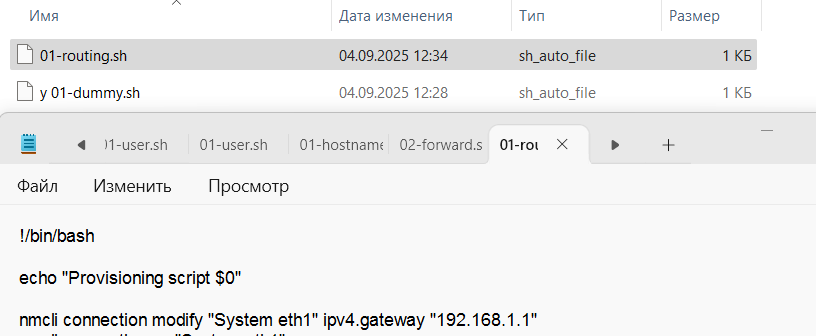 Имя Дата изменения Тип Размер
01-routing.sh 04.09.2025 12:34 sh_auto_file 1 КБ
y 01-dummy.sh 04.09.2025 12:28 sh_auto_file 1 КБ
01-user.sh 01-user.sh 01-hostname 02-forward.s 01-rou
Файл Изменить Просмотр
!/bin/bash
echo "Provisioning script $0"
nmcli connection modify "System eth1" ipv4.gateway "192.168.1.1"